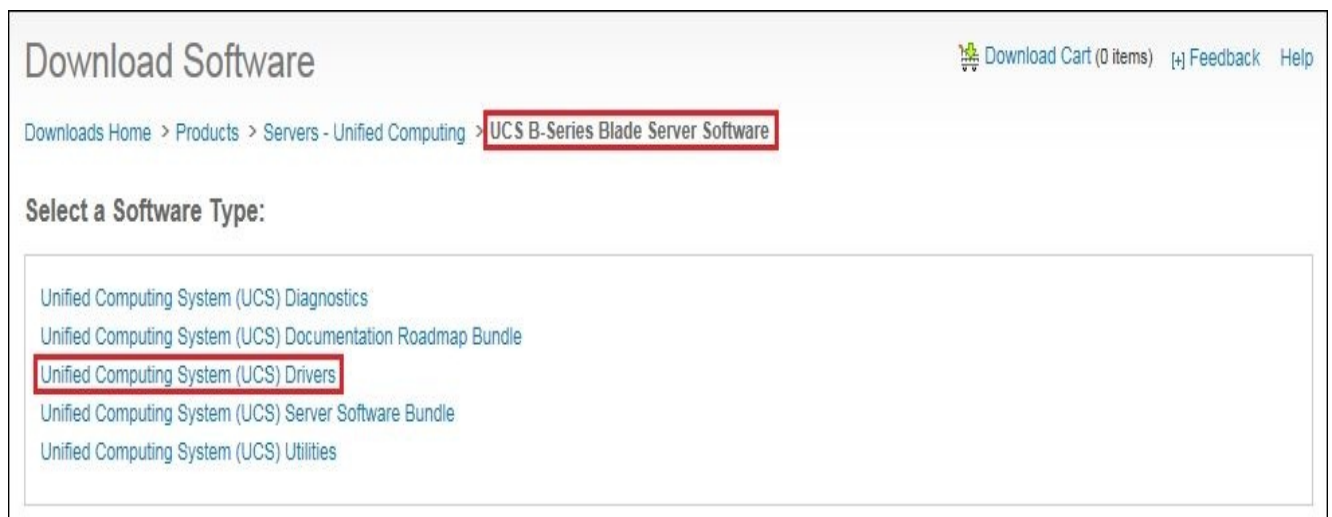 Download Software
Download Cart (0 items) [+] Feedback Help
Downloads Home > Products > Servers - Unified Computing > UCS B-Series Blade Server Software
Select a Software Type:
Unified Computing System (UCS) Diagnostics
Unified Computing System (UCS) Documentation Roadmap Bundle
Unified Computing System (UCS) Drivers
Unified Computing System (UCS) Server Software Bundle
Unified Computing System (UCS) Utilities